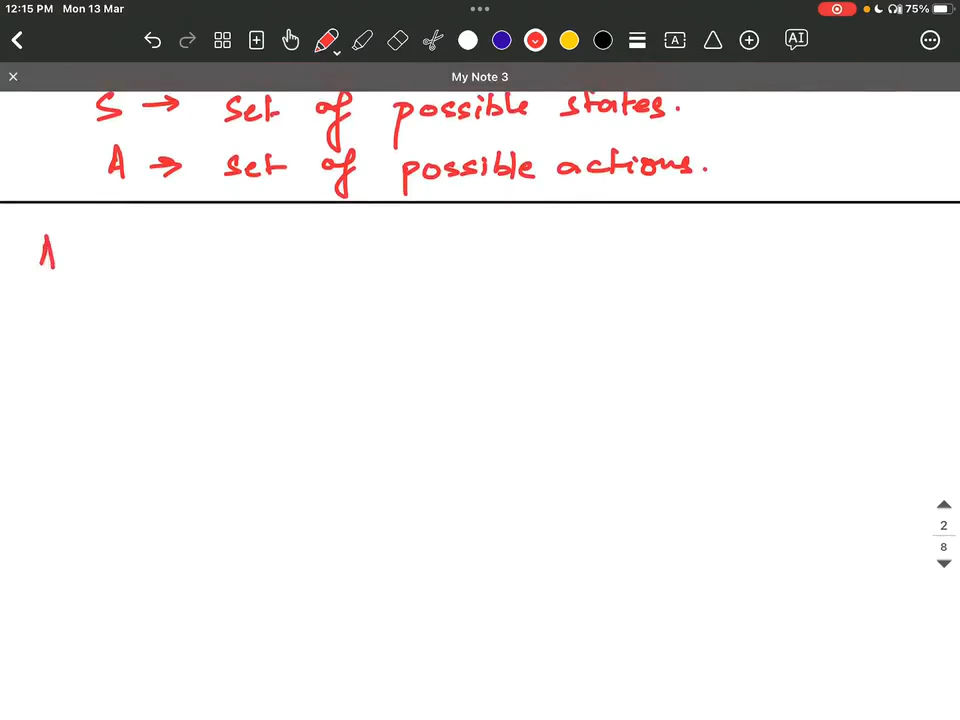 12:15 PM Mon 13 Mar
75%
A
AI
My Note 3
S → set of possible states.
A → set of possible actions.
2
8